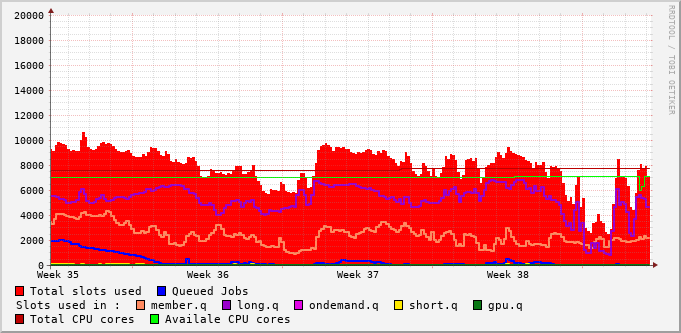 20000
18000
16000
14000
12000
10000
8000
6000
4000
2000
0
Week 35 Week 36 Week 37 Week 38
Total slots used Queued Jobs
Slots used in : member.q long.q ondemand.q short.q gpu.q
Total CPU cores Availale CPU cores
RRDTOOL / TOBI OETIKER